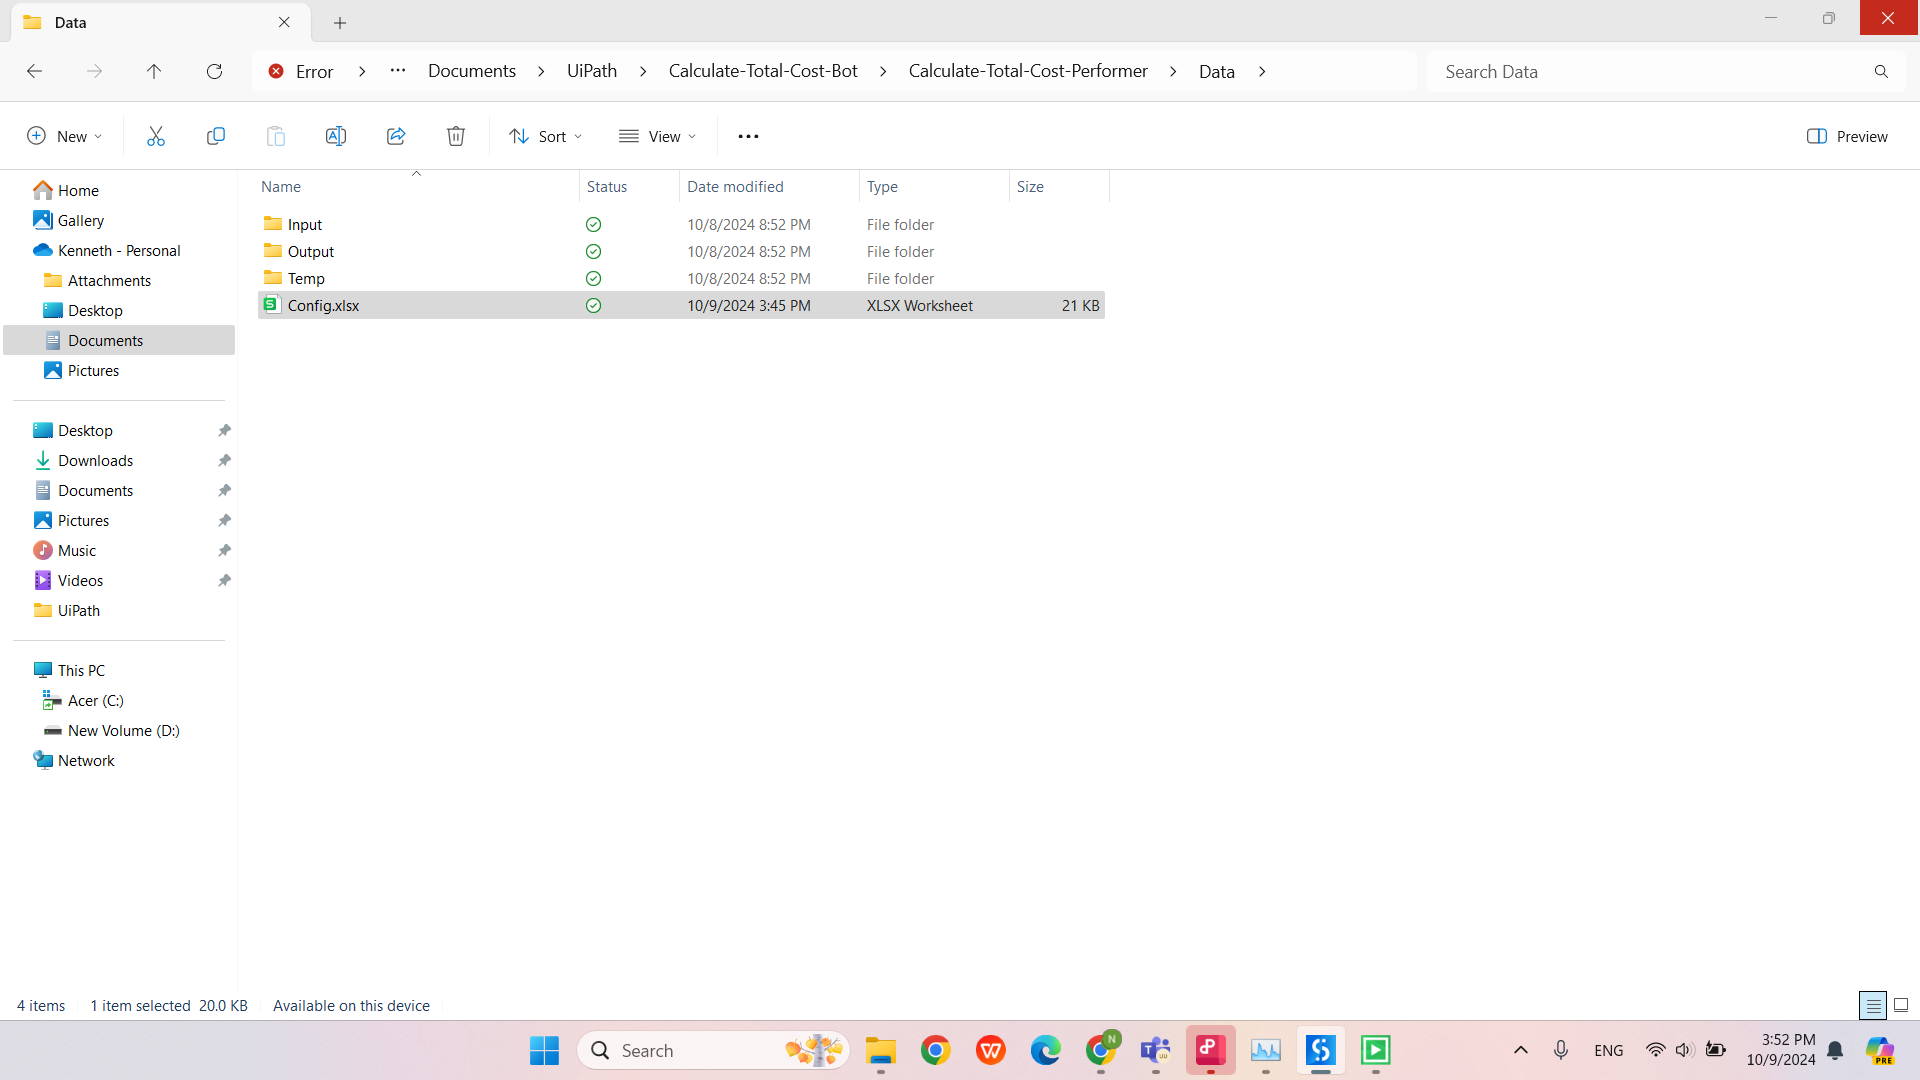 Data
Error Documents UiPath Calculate-Total-Cost-Bot Calculate-Total-Cost-Performer Data Search Data
New Sort View Preview
Name Status Date modified Type Size
Input 10/8/2024 8:52 PM File folder
Output 10/8/2024 8:52 PM File folder
Temp 10/8/2024 8:52 PM File folder
Config.xlsx 10/9/2024 3:45 PM XLSX Worksheet 21 KB
Home
Gallery
Kenneth - Personal
Attachments
Desktop
Documents
Pictures
Desktop
Downloads
Documents
Pictures
Music
Videos
UiPath
This PC
Acer (C:)
New Volume (D:)
Network
4 items 1 item selected 20.0 KB Available on this device
Search ENG 3:52 PM
10/9/2024